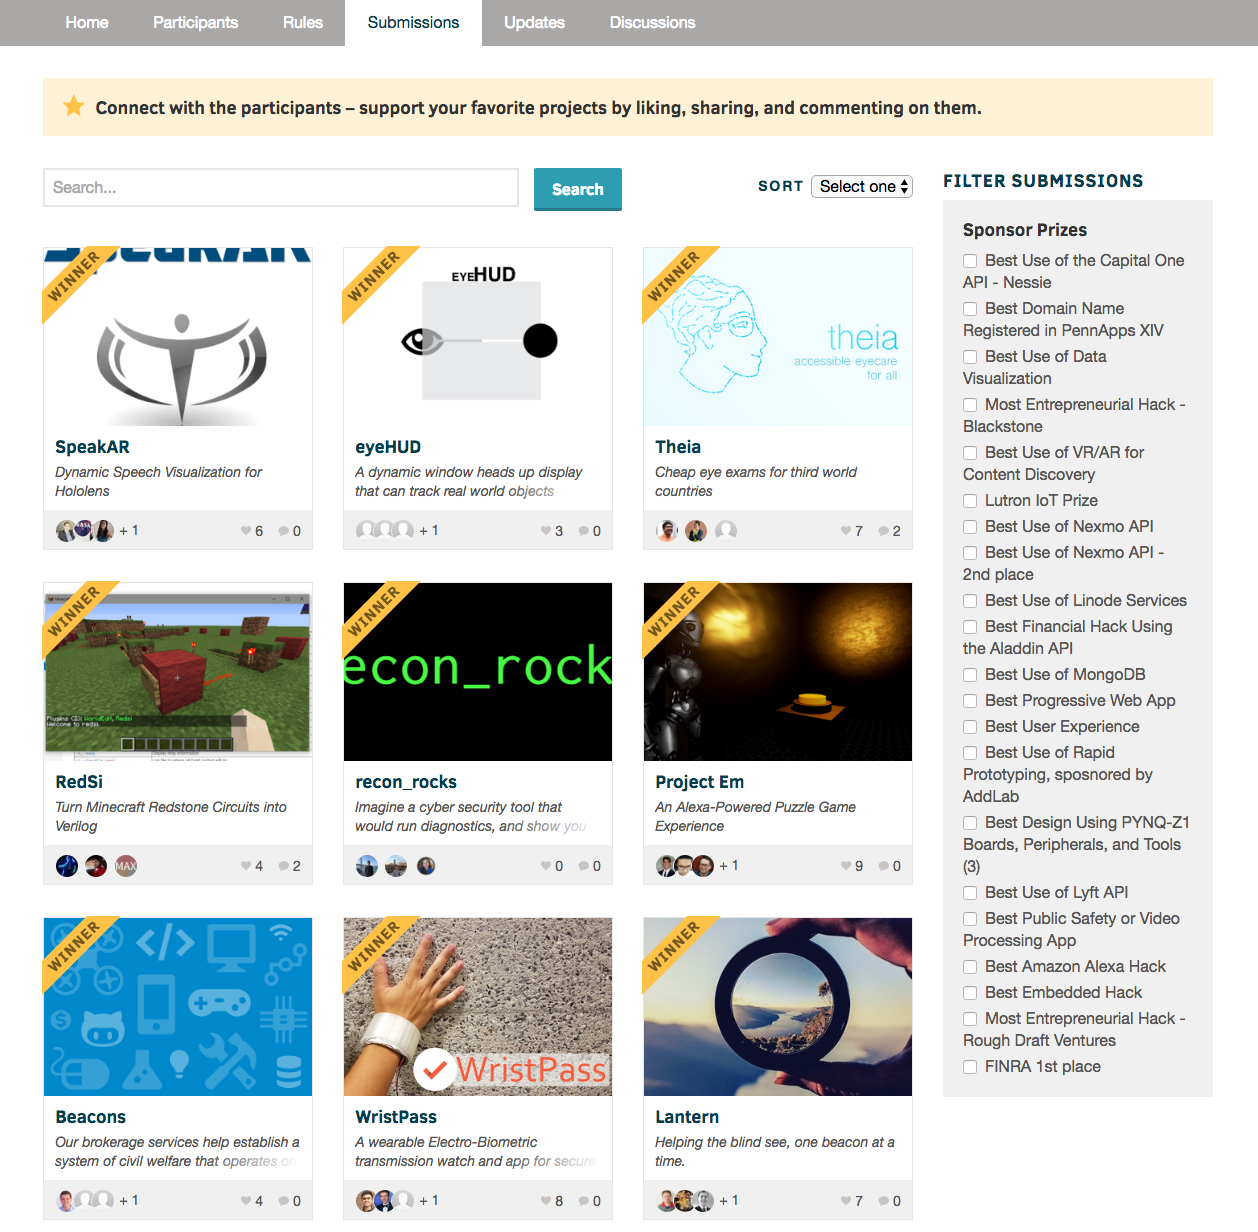 Home Participants Rules Submissions Updates Discussions
Connect with the participants – support your favorite projects by liking, sharing, and commenting on them.
Search...
Search
SORT Select one
WINNER
SpeakAR
Dynamic Speech Visualization for
Hololens
+ 1 6 0
WINNER
EYEHUD
eyeHUD
A dynamic window heads up display
that can track real world objects
+ 1 3 0
WINNER
theia
accessible eyecare
for all
Theia
Cheap eye exams for third world
countries
7 2
WINNER
Plugins (2): WorldEdit, Redsi
Welcome to redsi
RedSi
Turn Minecraft Redstone Circuits into
Verilog
MAX
4 2
WINNER
econ_rock
recon_rocks
Imagine a cyber security tool that
would run diagnostics, and show you
0 0
WINNER
Project Em
An Alexa-Powered Puzzle Game
Experience
+ 1 9 0
WINNER
Beacons
Our brokerage services help establish a
system of civil welfare that operates on
+ 1 4 0
WINNER
WristPass
WristPass
A wearable Electro-Biometric
transmission watch and app for secure
+ 1 8 0
WINNER
Lantern
Helping the blind see, one beacon at a
time.
+ 1 7 0
FILTER SUBMISSIONS
Sponsor Prizes
Best Use of the Capital One
API - Nessie
Best Domain Name
Registered in PennApps XIV
Best Use of Data
Visualization
Most Entrepreneurial Hack -
Blackstone
Best Use of VR/AR for
Content Discovery
Lutron IoT Prize
Best Use of Nexmo API
Best Use of Nexmo API -
2nd place
Best Use of Linode Services
Best Financial Hack Using
the Aladdin API
Best Use of MongoDB
Best Progressive Web App
Best User Experience
Best Use of Rapid
Prototyping, sposnored by
AddLab
Best Design Using PYNQ-Z1
Boards, Peripherals, and Tools
(3)
Best Use of Lyft API
Best Public Safety or Video
Processing App
Best Amazon Alexa Hack
Best Embedded Hack
Most Entrepreneurial Hack -
Rough Draft Ventures
FINRA 1st place